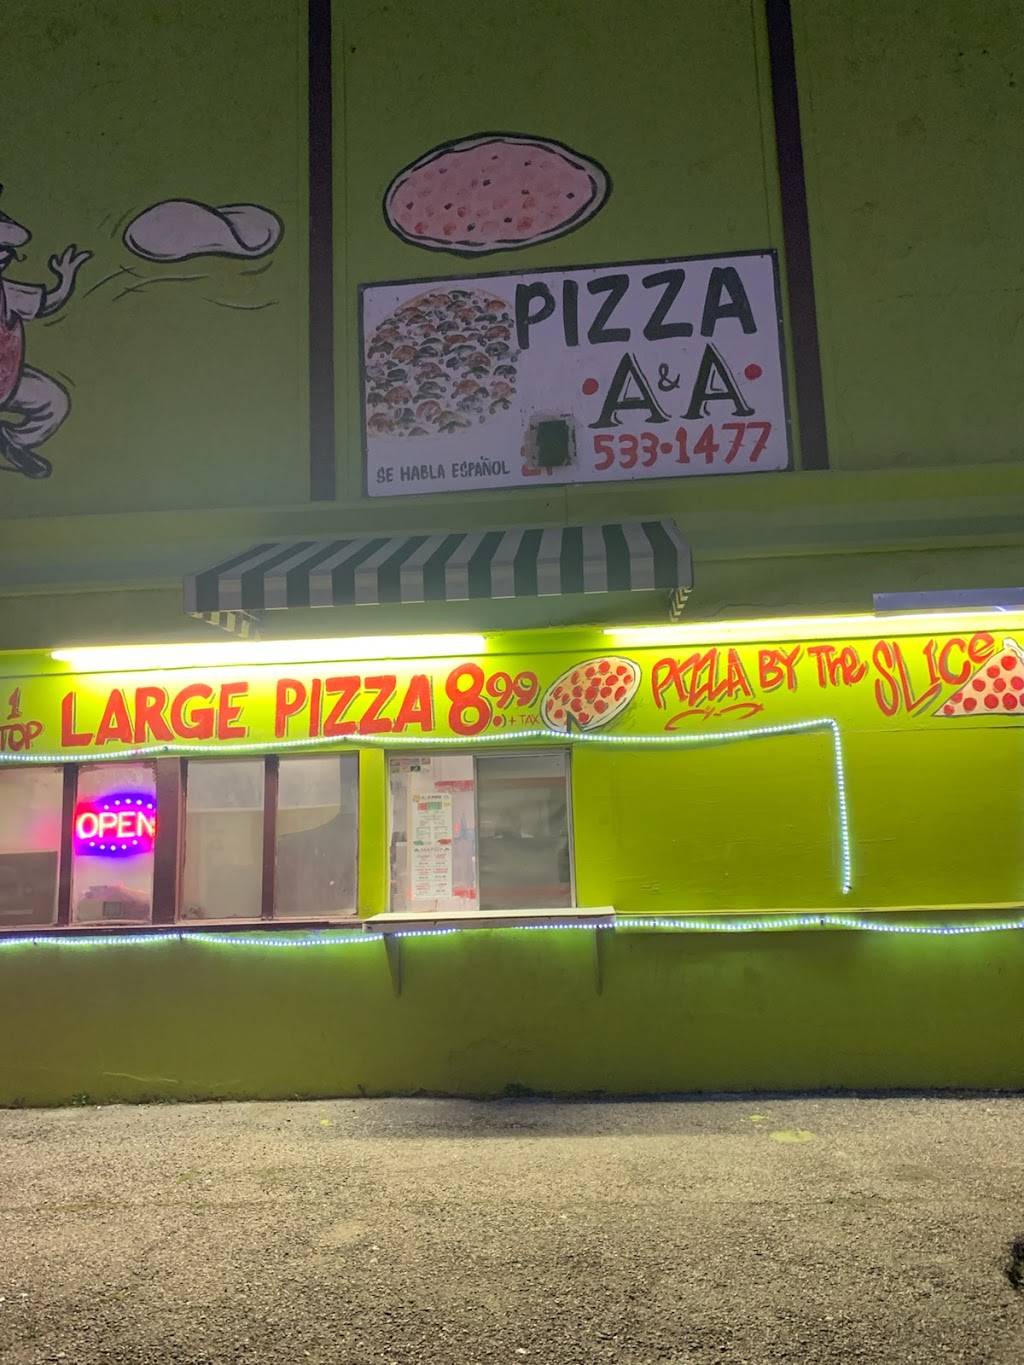 PIZZA
A & A
533•1477
SE HABLA ESPAÑOL
1
TOP
LARGE PIZZA 8.99
+ TAX
PIZZA BY The SLICe
OPEN